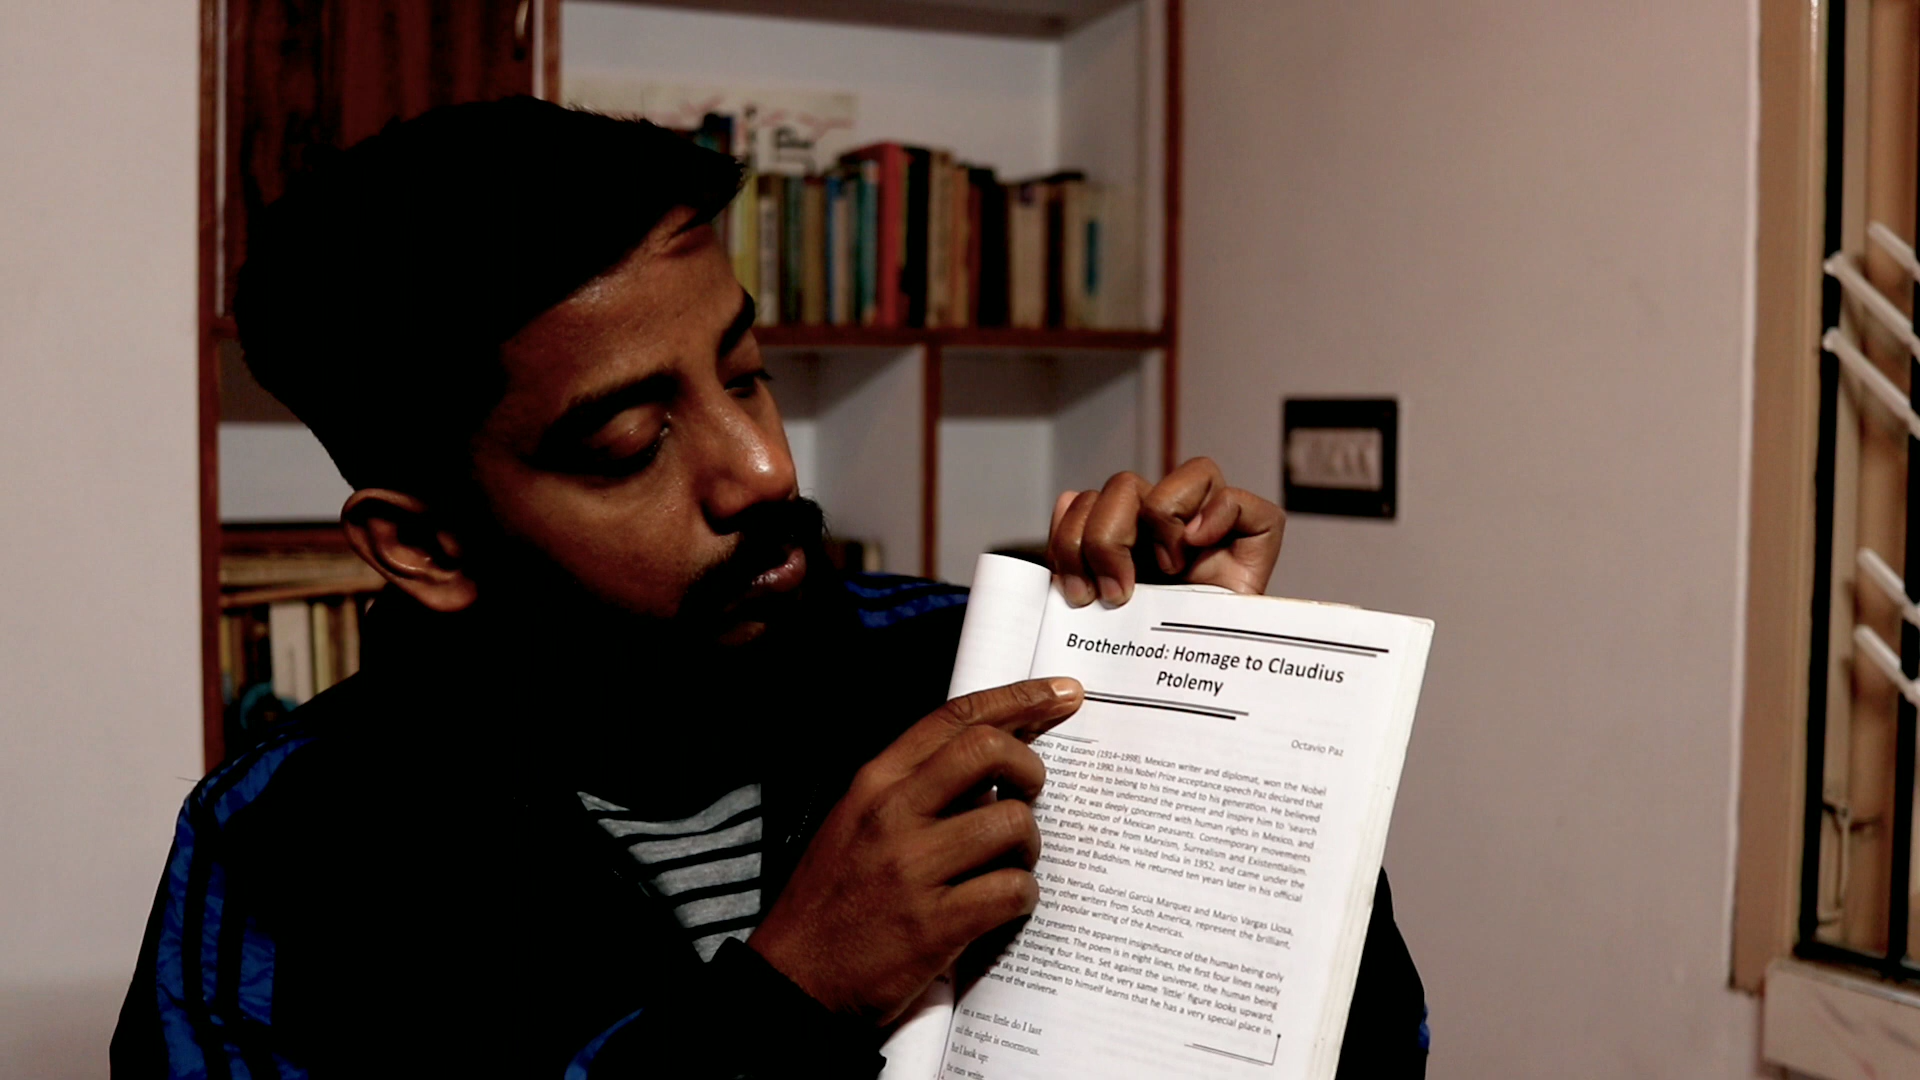 Brotherhood: Homage to Claudius
Ptolemy
Octavio Paz
Paz Lozano (1914–1998), Mexican writer and diplomat, won the Nobel
for Literature in 1990. In his Nobel Prize acceptance speech Paz declared that
important for him to belong to his time and to his generation. He believed
could make him understand the present and inspire him to 'search
reality.' Paz was deeply concerned with human rights in Mexico, and
the exploitation of Mexican peasants. Contemporary movements
him greatly. He drew from Marxism, Surrealism and Existentialism.
connection with India. He visited India in 1952, and came under the
Hinduism and Buddhism. He returned ten years later in his official
Ambassador to India.
Pablo Neruda, Gabriel Garcia Marquez and Mario Vargas Llosa,
many other writers from South America, represent the brilliant,
hugely popular writing of the Americas.
Paz presents the apparent insignificance of the human being only
predicament. The poem is in eight lines, the first four lines neatly
following four lines. Set against the universe, the human being
into insignificance. But the very same 'little' figure looks upward,
sky, and unknown to himself learns that he has a very special place in
of the universe.
I am a man: little do I last
and the night is enormous.
But I look up:
the stars write.